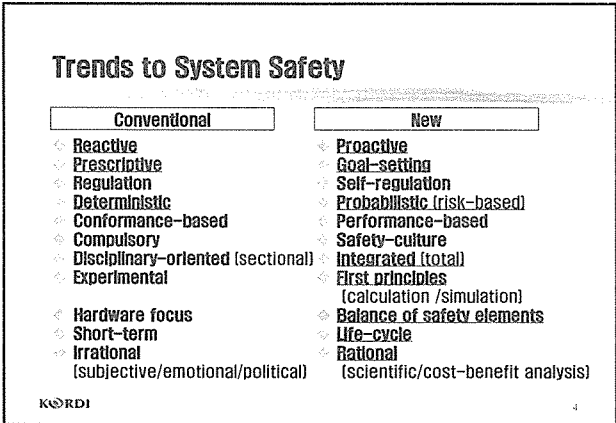 Trends to System Safety
Conventional
Reactive
Prescriptive
Regulation
Deterministic
Conformance-based
Compulsory
Disciplinary-oriented (sectional)
Experimental
Hardware focus
Short-term
Irrational
(subjective/emotional/political)
New
Proactive
Goal-setting
Self-regulation
Probabilistic (risk-based)
Performance-based
Safety-culture
Integrated (total)
First principles
(calculation /simulation)
Balance of safety elements
Life-cycle
Rational
(scientific/cost-benefit analysis)
KORDI
4